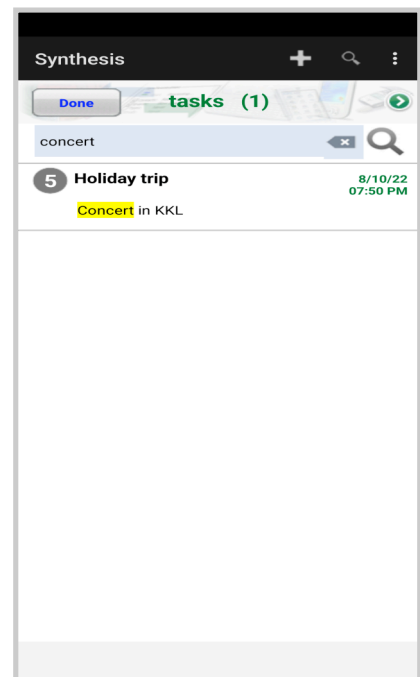 Synthesis
Done tasks (1)
concert
5 Holiday trip 8/10/22
07:50 PM
Concert in KKL